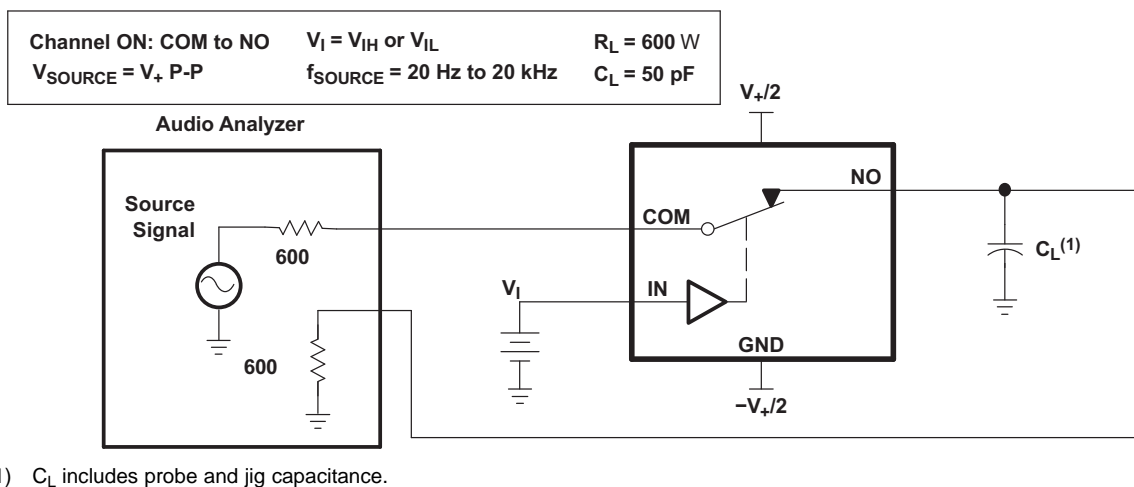 Channel ON: COM to NO V_I = V_IH or V_IL R_L = 600 W
V_SOURCE = V_+ P-P f_SOURCE = 20 Hz to 20 kHz C_L = 50 pF
V_+/2
Audio Analyzer
NO
Source
Signal
COM
600
C_L(1)
V_I
IN
GND
600
−V_+/2
) C_L includes probe and jig capacitance.